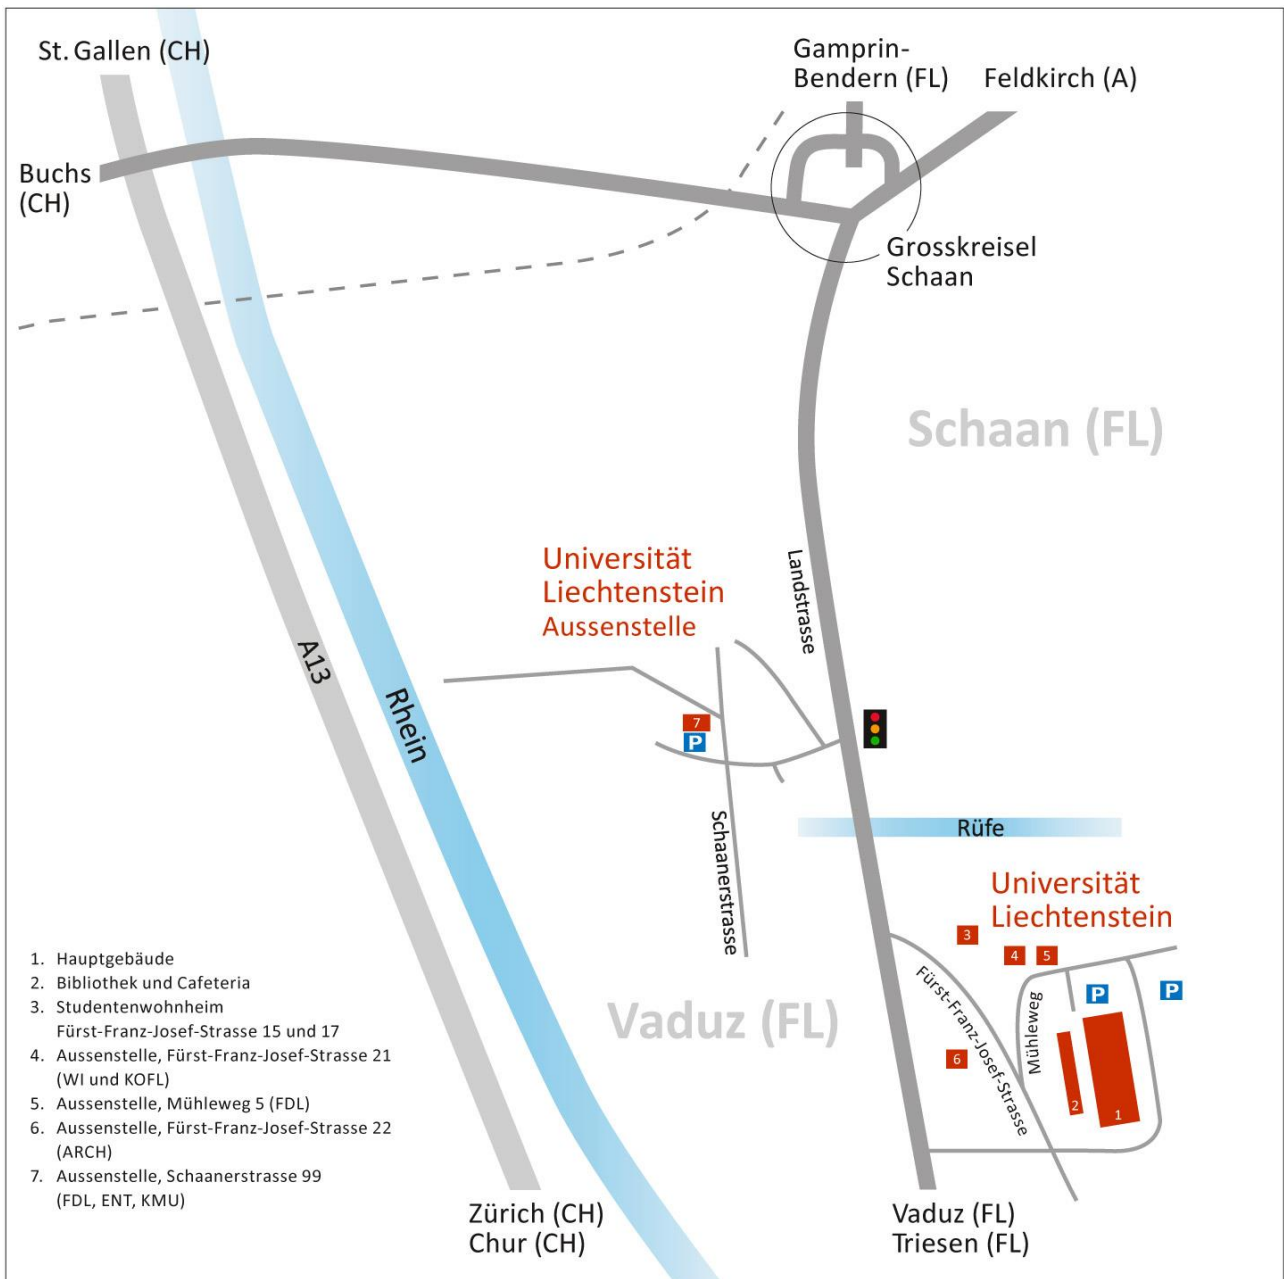 St. Gallen (CH)
Gamprin-
Bendern (FL)
Feldkirch (A)
Buchs
(CH)
Grosskreisel
Schaan
Schaan (FL)
Universität
Liechtenstein
Aussenstelle
Landstrasse
A13
Rhein
7
P
Schaanerstrasse
Rüfe
Universität
Liechtenstein
3
4
5
P
P
Fürst-Franz-Josef-Strasse
Mühleweg
6
2
1
Vaduz (FL)
1. Hauptgebäude
2. Bibliothek und Cafeteria
3. Studentenwohnheim
Fürst-Franz-Josef-Strasse 15 und 17
4. Aussenstelle, Fürst-Franz-Josef-Strasse 21
(WI und KOFL)
5. Aussenstelle, Mühleweg 5 (FDL)
6. Aussenstelle, Fürst-Franz-Josef-Strasse 22
(ARCH)
7. Aussenstelle, Schaanerstrasse 99
(FDL, ENT, KMU)
Zürich (CH)
Chur (CH)
Vaduz (FL)
Triesen (FL)